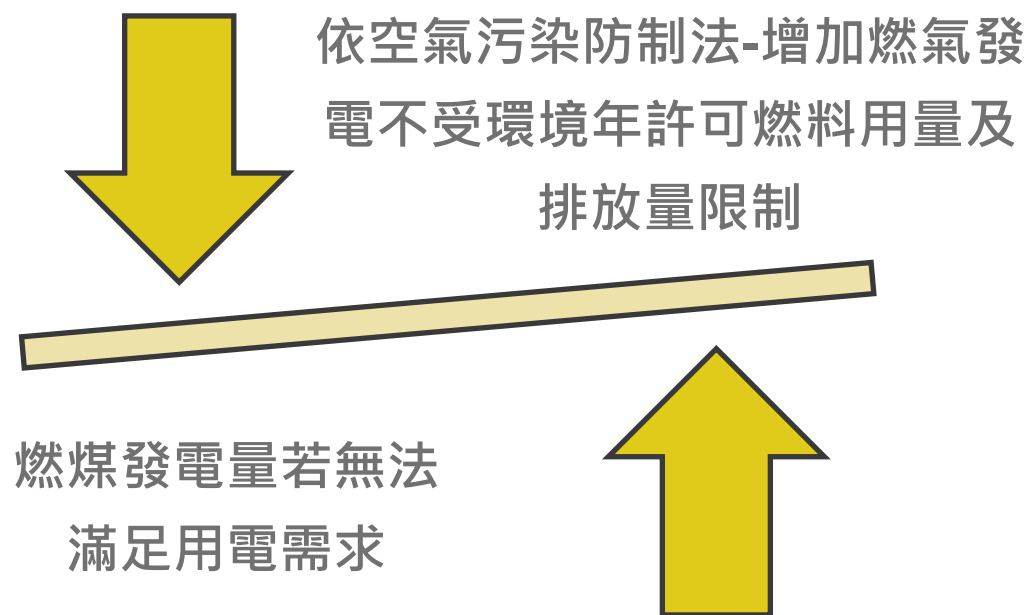 依空氣污染防制法-增加燃氣發
電不受環境年許可燃料用量及
排放量限制
燃煤發電量若無法
滿足用電需求